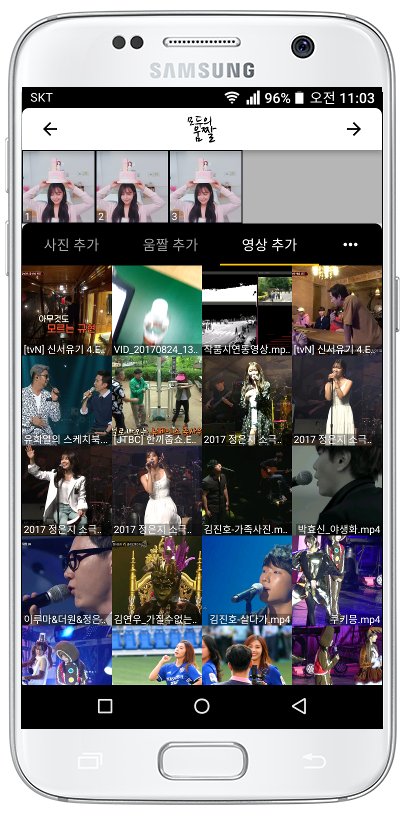 SAMSUNG
SKT 96% 오전 11:03
모두의
움짤
1 2 3
사진 추가 움짤 추가 영상 추가
아무것도
모르는 구현
[tvN] 신서유기 4.E.. VID_20170824_13.. 작품시연동영상.mp.. [tvN] 신서유기 4.E..
유희열의 스케치북... [JTBC] 한끼줍쇼.E.. 2017 정은지 소극.. 2017 정은지 소극..
2017 정은지 소극.. 2017 정은지 소극.. 김진호-가족사진.m.. 박효신_야생화.mp4
이루마&더원&정은.. 김연우_가질수없는.. 김진호-살다가.mp4 쿠키몽.mp4